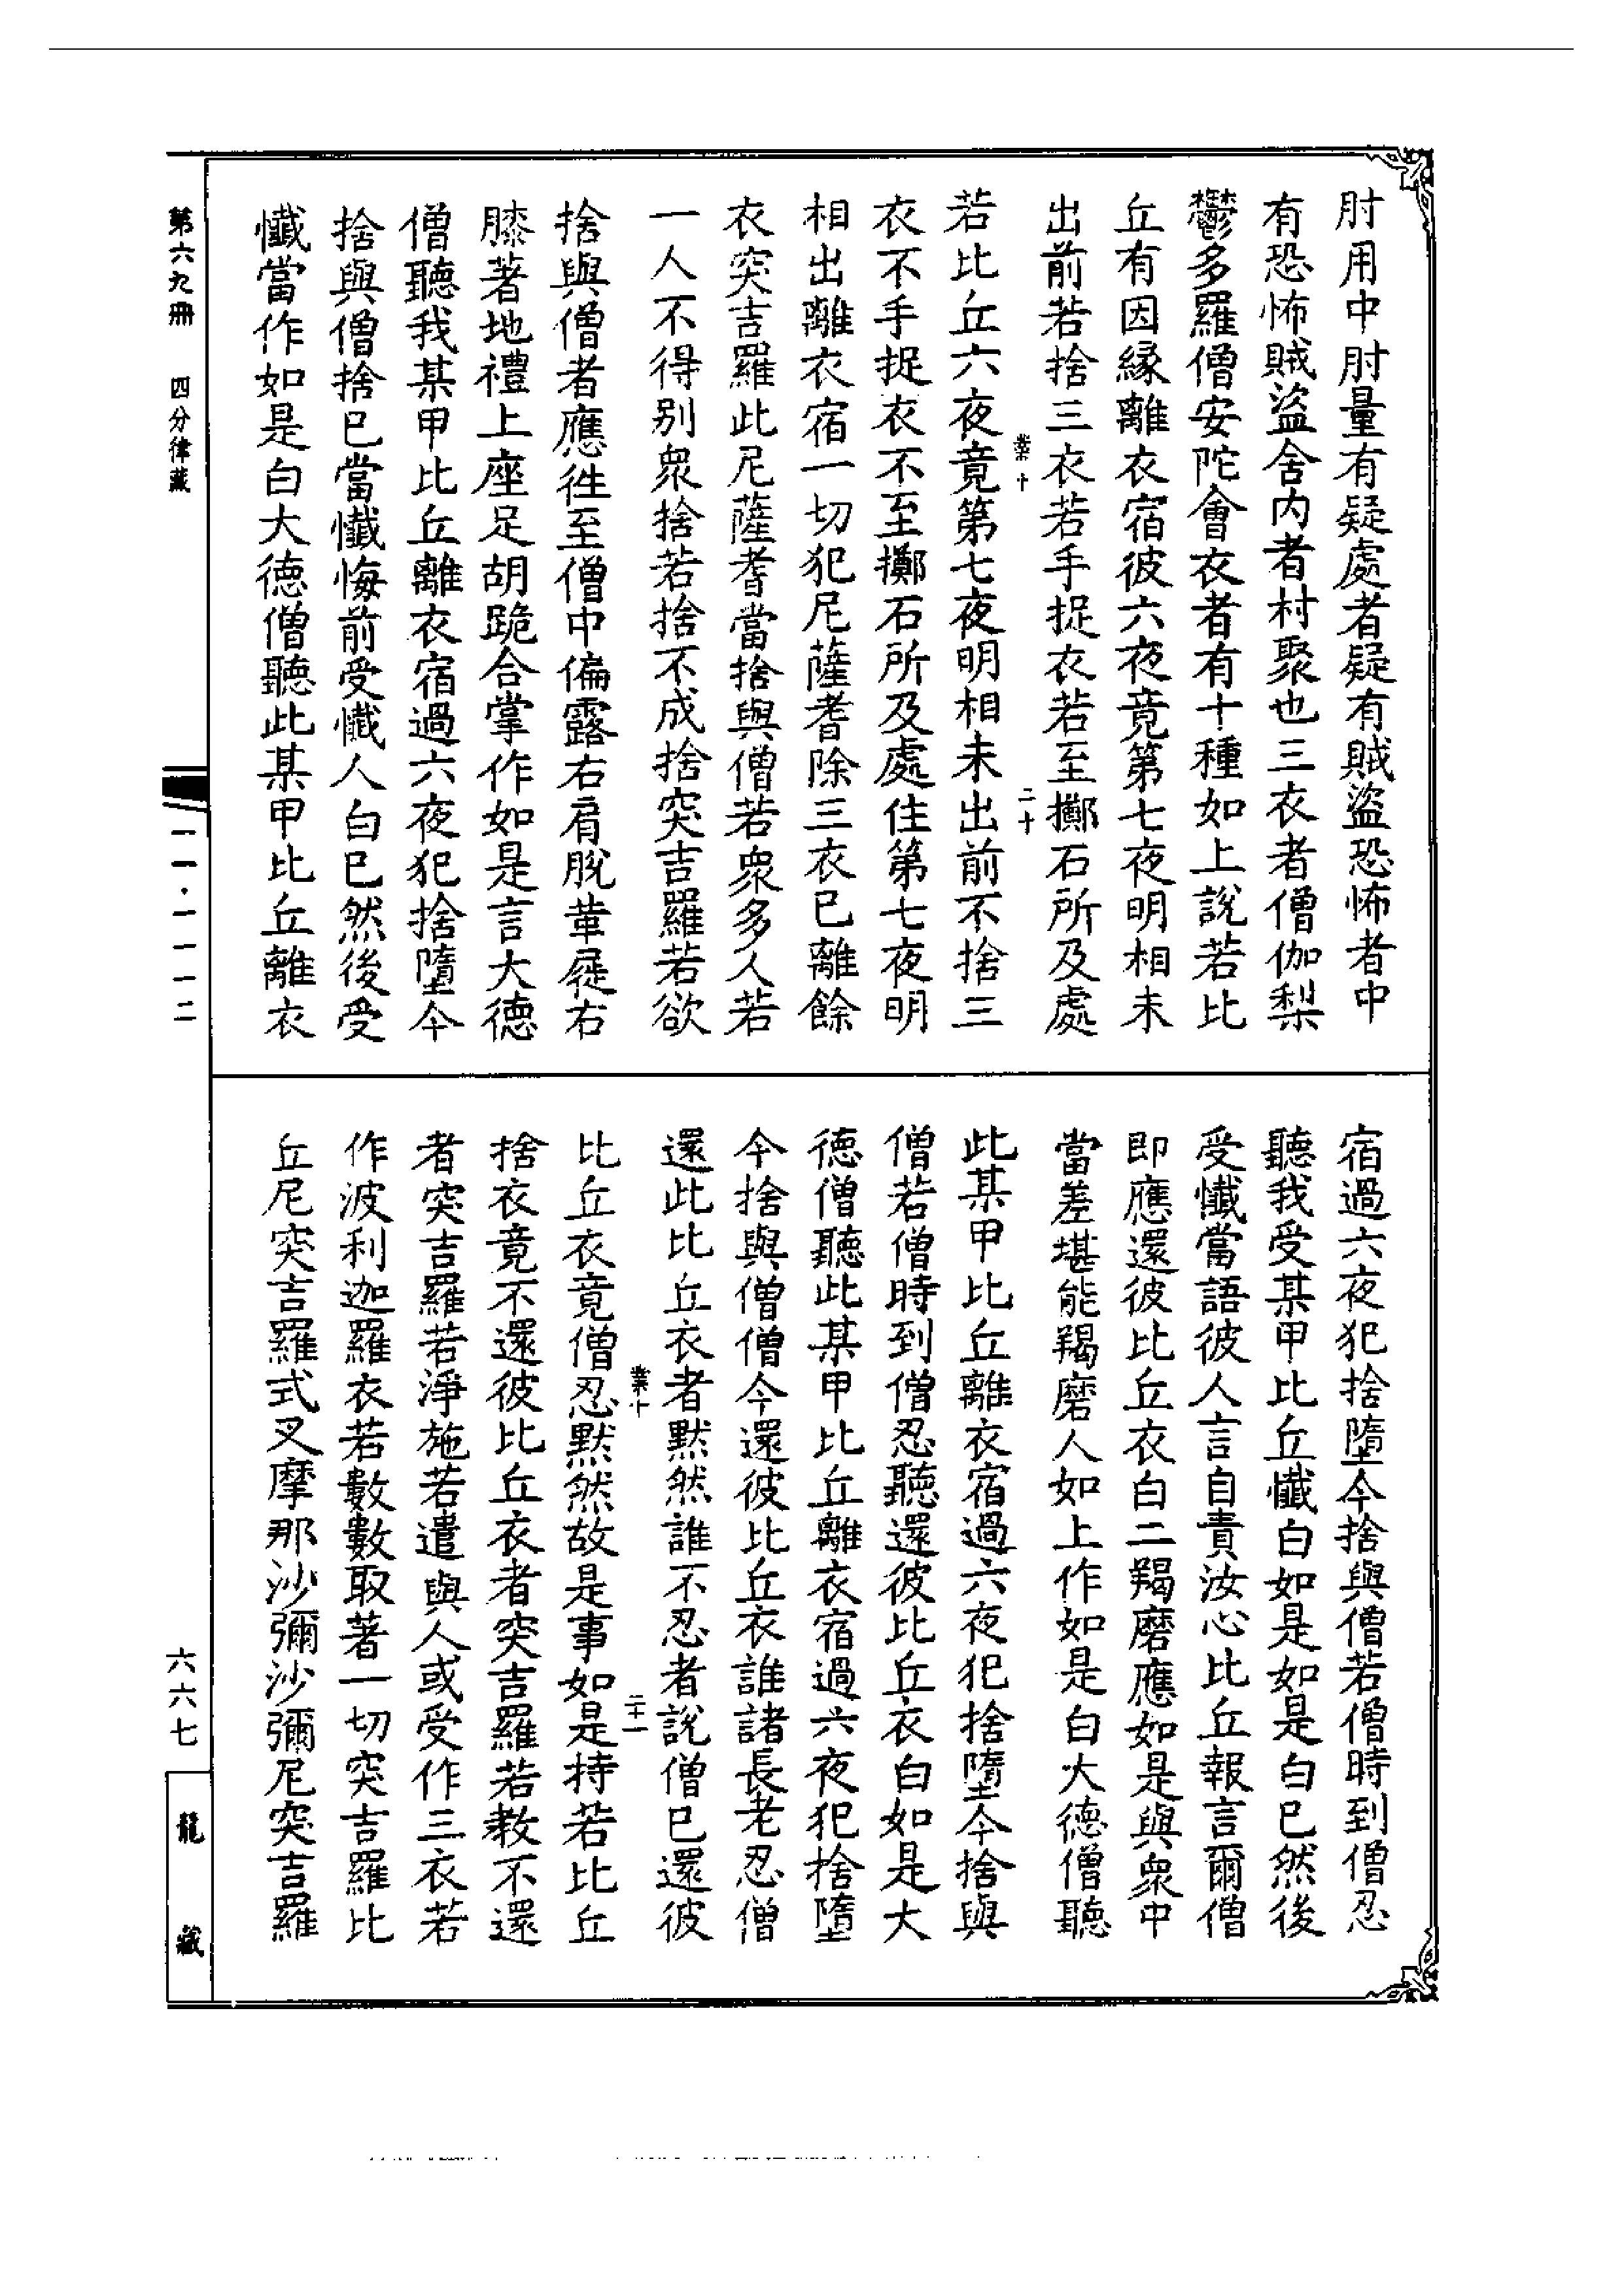 肘用中肘量有疑處者疑有賊盜恐怖者中
有恐怖賊盜舍内者村聚也三衣者僧伽梨
鬱多羅僧安陀會衣者有十種如上說若比
丘有因緣離衣宿彼六夜竟第七夜明相未
出前若捨三衣若手捉衣若至擲石所及處
業十
二十
若比丘六夜竟第七夜明相未出前不捨三
衣不手捉衣不至擲石所及處住第七夜明
相出離衣宿一切犯尼薩耆除三衣已離餘
衣突吉羅此尼薩耆當捨與僧若衆多人若
一人不得别衆捨若捨不成捨突吉羅若欲
捨與僧者應徃至僧中偏露右肩脫革屣右
膝著地禮上座足胡跪合掌作如是言大德
僧聽我某甲比丘離衣宿過六夜犯捨墮今
捨與僧捨已當懺悔前受懺人白已然後受
懺當作如是白大德僧聽此某甲比丘離衣
宿過六夜犯捨墮今捨與僧若僧時到僧忍
聽我受某甲比丘懺白如是如是白已然後
受懺當語彼人言自責汝心比丘報言爾僧
即應還彼比丘衣白二羯磨應如是與衆中
當差堪能羯磨人如上作如是白大德僧聽
此某甲比丘離衣宿過六夜犯捨墮今捨與
僧若僧時到僧忍聽還彼比丘衣白如是大
德僧聽此某甲比丘離衣宿過六夜犯捨墮
今捨與僧僧今還彼比丘衣誰諸長老忍僧
還此比丘衣者默然誰不忍者說僧已還彼
業十
二十一
比丘衣竟僧忍默然故是事如是持若比丘
捨衣竟不還彼比丘衣者突吉羅若教不還
者突吉羅若淨施若遣與人或受作三衣若
作波利迦羅衣若數數取著一切突吉羅比
丘尼突吉羅式叉摩那沙彌沙彌尼突吉羅
第六九冊
四分律藏
一一·一一一二
六六七
龍藏